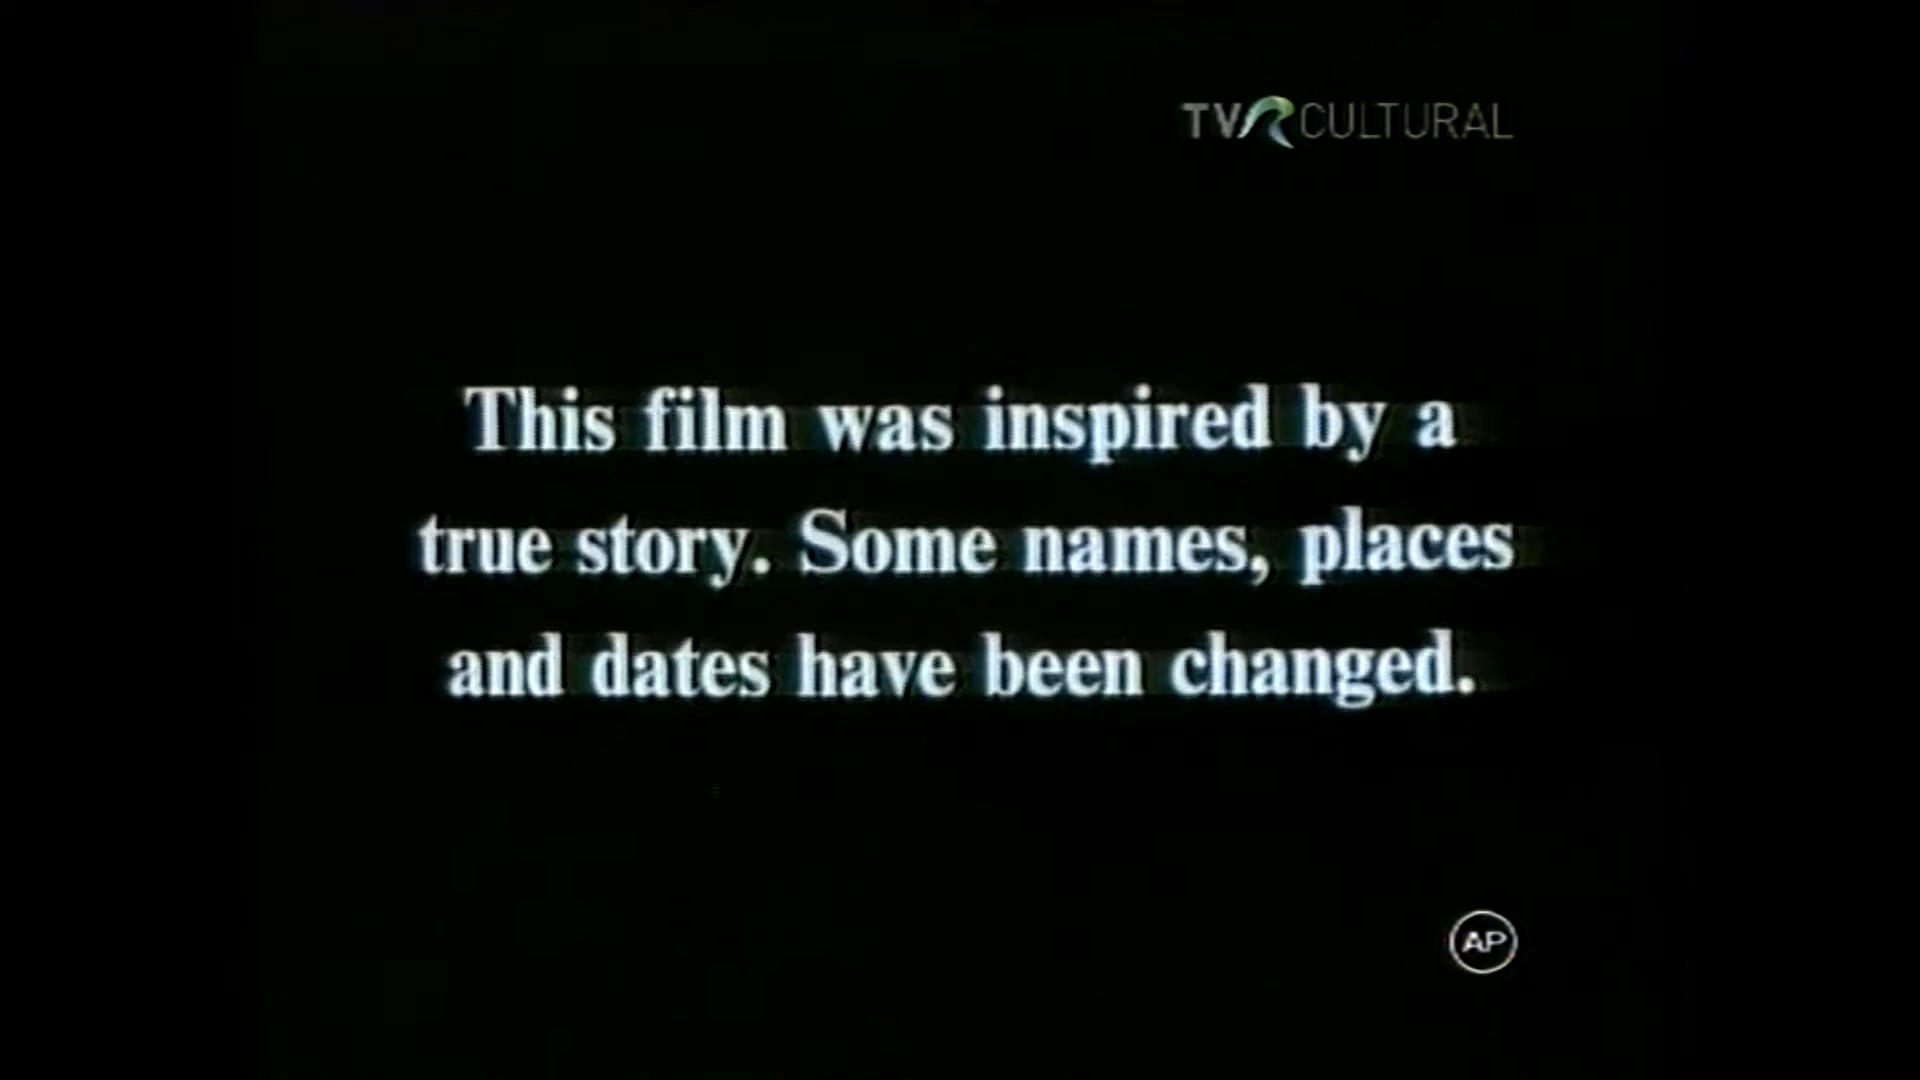 TVR CULTURAL
This film was inspired by a
true story. Some names, places
and dates have been changed.
AP